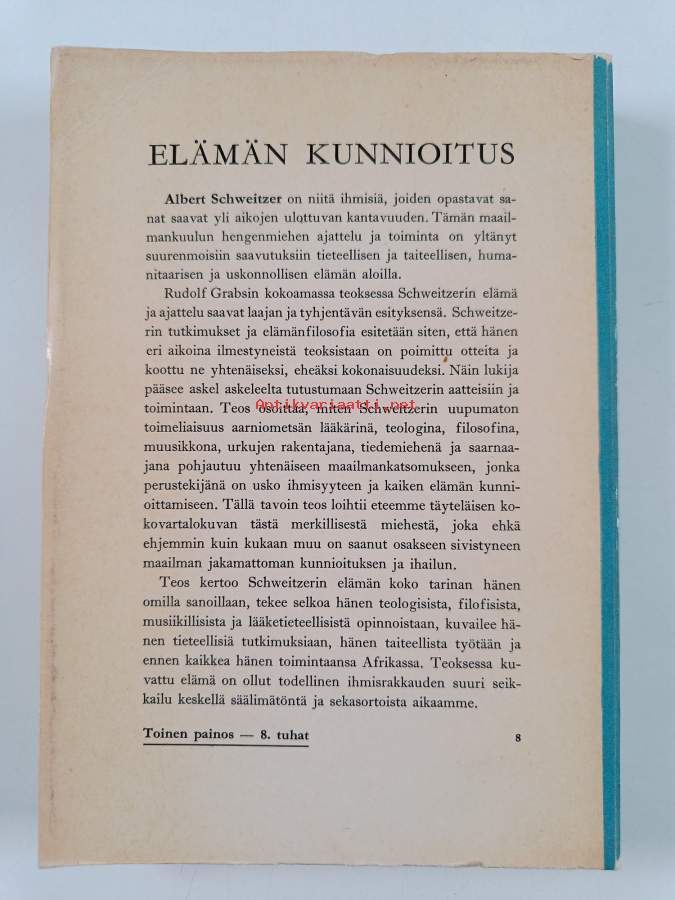 ELÄMÄN KUNNIOITUS
Albert Schweitzer on niitä ihmisiä, joiden opastavat sa-
nat saavat yli aikojen ulottuvan kantavuuden. Tämän maail-
mankuulun hengenmiehen ajattelu ja toiminta on yltänyt
suurenmoisiin saavutuksiin tieteellisen ja taiteellisen, huma-
nitaarisen ja uskonnollisen elämän aloilla.
Rudolf Grabsin kokoamassa teoksessa Schweitzerin elämä
ja ajattelu saavat laajan ja tyhjentävän esityksensä. Schweitze-
rin tutkimukset ja elämänfilosofia esitetään siten, että hänen
eri aikoina ilmestyneistä teoksistaan on poimittu otteita ja
koottu ne yhtenäiseksi, eheäksi kokonaisuudeksi. Näin lukija
pääsee askel askeleelta tutustumaan Schweitzerin aatteisiin ja
toimintaan. Teos osoittaa, miten Schweitzerin uupumaton
Antikvariaatti.net
toimeliaisuus aarniometsän lääkärinä, teologina, filosofina,
muusikkona, urkujen rakentajana, tiedemiehenä ja saarnaa-
jana pohjautuu yhtenäiseen maailmankatsomukseen, jonka
perustekijänä on usko ihmisyyteen ja kaiken elämän kunni-
oittamiseen. Tällä tavoin teos loihtii eteemme täyteläisen ko-
kovartalokuvan tästä merkillisestä miehestä, joka ehkä
ehjemmin kuin kukaan muu on saanut osakseen sivistyneen
maailman jakamattoman kunnioituksen ja ihailun.
Teos kertoo Schweitzerin elämän koko tarinan hänen
omilla sanoillaan, tekee selkoa hänen teologisista, filofisista,
musiikillisista ja lääketieteellisistä opinnoistaan, kuvailee hä-
nen tieteellisiä tutkimuksiaan, hänen taiteellista työtään ja
ennen kaikkea hänen toimintaansa Afrikassa. Teoksessa ku-
vattu elämä on ollut todellinen ihmisrakkauden suuri seik-
kailu keskellä säälimätöntä ja sekasortoista aikaamme.
Toinen painos — 8. tuhat 8